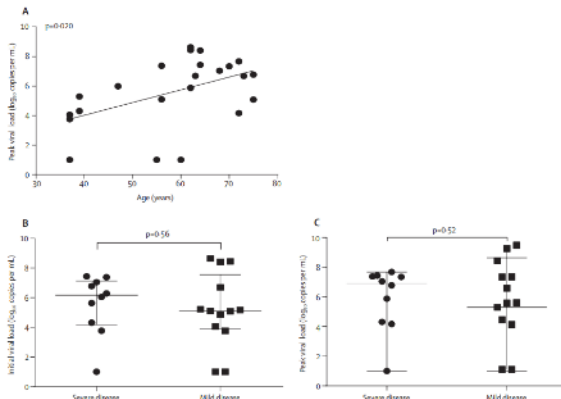 A
p=0·020
Peak viral load (log₁₀ copies per mL)
10
8
6
4
2
0
30
40
50
60
70
80
Age (years)
B
p=0·56
Initial viral load (log₁₀ copies per mL)
10
8
6
4
2
0
Severe disease
Mild disease
C
p=0·52
Peak viral load (log₁₀ copies per mL)
10
8
6
4
2
0
Severe disease
Mild disease